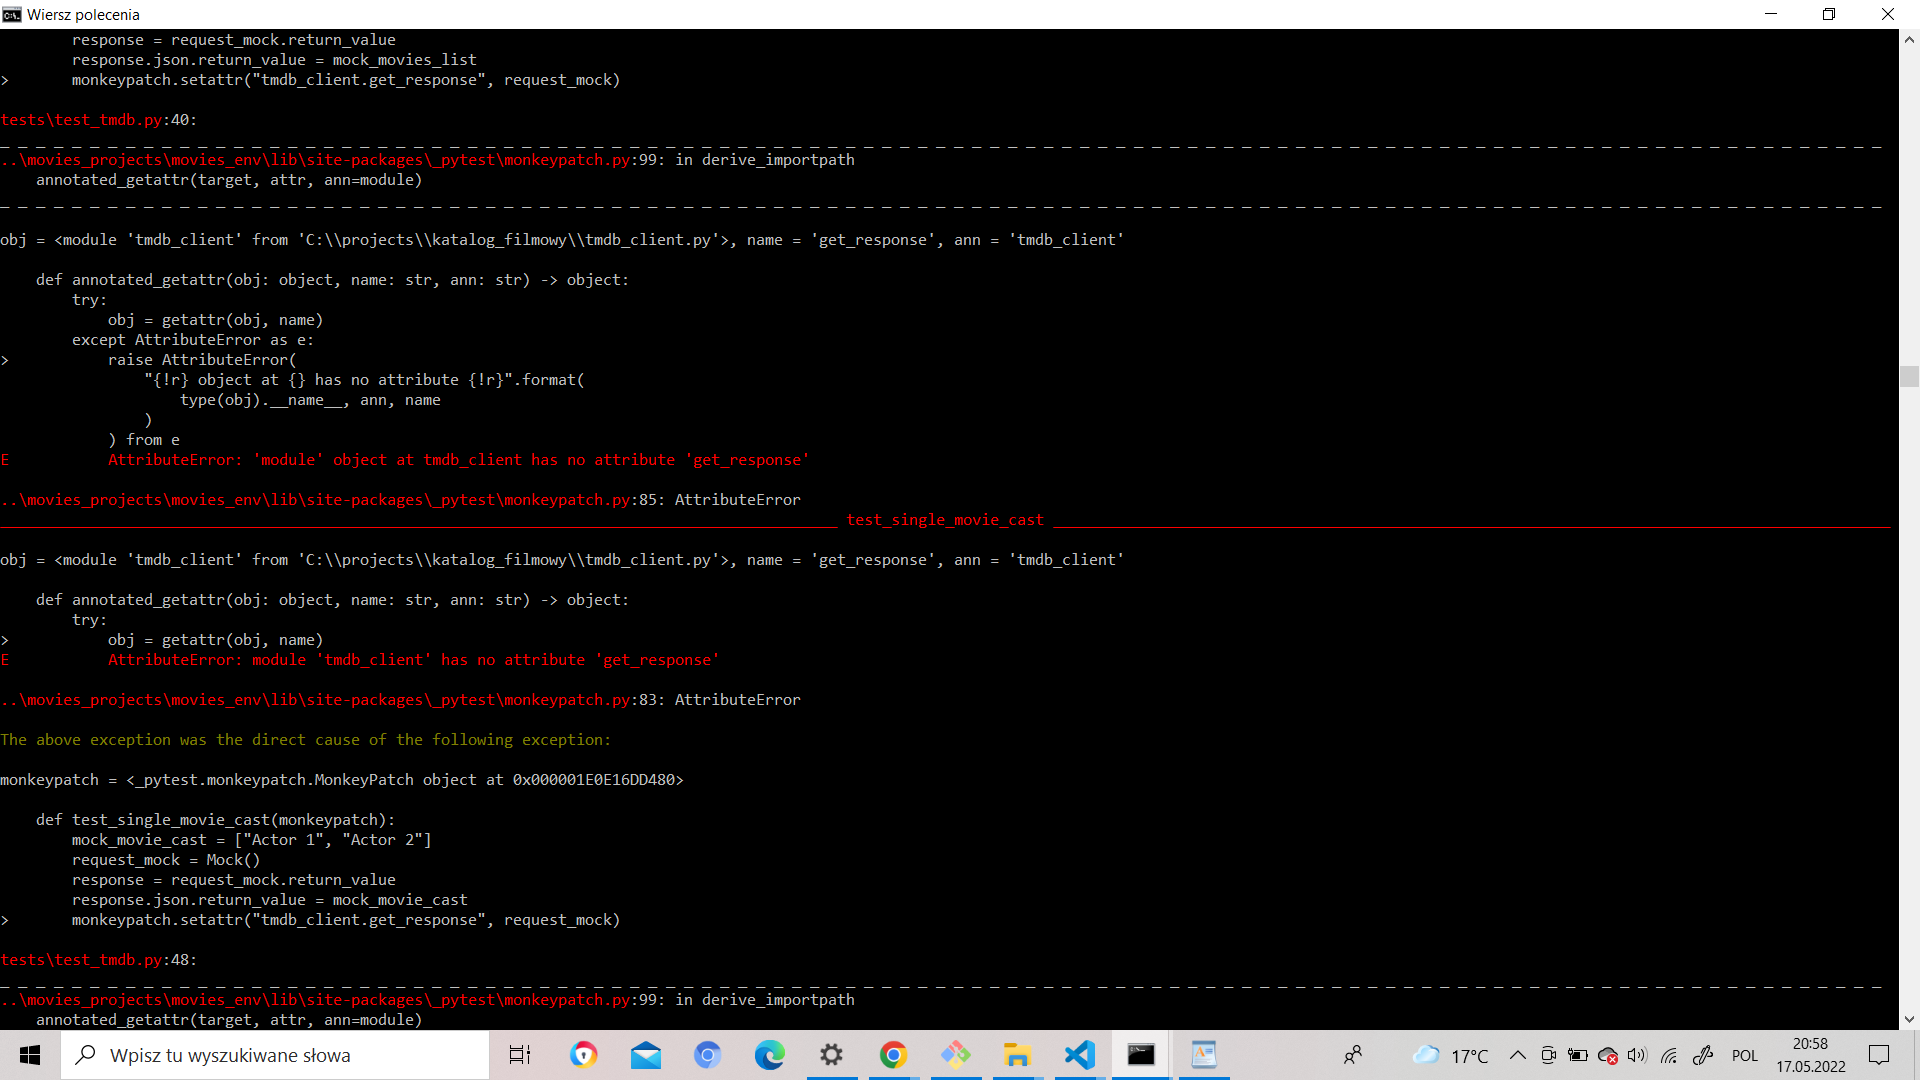 Wiersz polecenia
        response = request_mock.return_value
        response.json.return_value = mock_movies_list
>       monkeypatch.setattr("tmdb_client.get_response", request_mock)
tests\test_tmdb.py:40:
_ _ _ _ _ _ _ _ _ _ _ _ _ _ _ _ _ _ _ _ _ _ _ _ _ _ _ _ _ _ _ _ _ _ _ _ _ _ _ _ _ _ _ _ _ _ _ _ _ _ _ _ _ _ _ _ _ _ _ _ _ _ _ _ _ _ _ _ _ _ _ _ _ _ _ _ _ _ _ _ _ _ _ _ _ _ _ _ _ _ _ _ _ _ _ _ _ _ _ _ _ _ _ _ _
..\movies_projects\movies_env\lib\site-packages\_pytest\monkeypatch.py:99: in derive_importpath
    annotated_getattr(target, attr, ann=module)
_ _ _ _ _ _ _ _ _ _ _ _ _ _ _ _ _ _ _ _ _ _ _ _ _ _ _ _ _ _ _ _ _ _ _ _ _ _ _ _ _ _ _ _ _ _ _ _ _ _ _ _ _ _ _ _ _ _ _ _ _ _ _ _ _ _ _ _ _ _ _ _ _ _ _ _ _ _ _ _ _ _ _ _ _ _ _ _ _ _ _ _ _ _ _ _ _ _ _ _ _ _ _ _ _
obj = <module 'tmdb_client' from 'C:\\projects\\katalog_filmowy\\tmdb_client.py'>, name = 'get_response', ann = 'tmdb_client'
    def annotated_getattr(obj: object, name: str, ann: str) -> object:
        try:
            obj = getattr(obj, name)
        except AttributeError as e:
>           raise AttributeError(
                "{!r} object at {} has no attribute {!r}".format(
                    type(obj).__name__, ann, name
                )
            ) from e
E           AttributeError: 'module' object at tmdb_client has no attribute 'get_response'
..\movies_projects\movies_env\lib\site-packages\_pytest\monkeypatch.py:85: AttributeError
test_single_movie_cast
obj = <module 'tmdb_client' from 'C:\\projects\\katalog_filmowy\\tmdb_client.py'>, name = 'get_response', ann = 'tmdb_client'
    def annotated_getattr(obj: object, name: str, ann: str) -> object:
        try:
>           obj = getattr(obj, name)
E           AttributeError: module 'tmdb_client' has no attribute 'get_response'
..\movies_projects\movies_env\lib\site-packages\_pytest\monkeypatch.py:83: AttributeError
The above exception was the direct cause of the following exception:
monkeypatch = <_pytest.monkeypatch.MonkeyPatch object at 0x000001E0E16DD480>
    def test_single_movie_cast(monkeypatch):
        mock_movie_cast = ["Actor 1", "Actor 2"]
        request_mock = Mock()
        response = request_mock.return_value
        response.json.return_value = mock_movie_cast
>       monkeypatch.setattr("tmdb_client.get_response", request_mock)
tests\test_tmdb.py:48:
_ _ _ _ _ _ _ _ _ _ _ _ _ _ _ _ _ _ _ _ _ _ _ _ _ _ _ _ _ _ _ _ _ _ _ _ _ _ _ _ _ _ _ _ _ _ _ _ _ _ _ _ _ _ _ _ _ _ _ _ _ _ _ _ _ _ _ _ _ _ _ _ _ _ _ _ _ _ _ _ _ _ _ _ _ _ _ _ _ _ _ _ _ _ _ _ _ _ _ _ _ _ _ _ _
..\movies_projects\movies_env\lib\site-packages\_pytest\monkeypatch.py:99: in derive_importpath
    annotated_getattr(target, attr, ann=module)
Wpisz tu wyszukiwane słowa
17°C
POL
20:58
17.05.2022